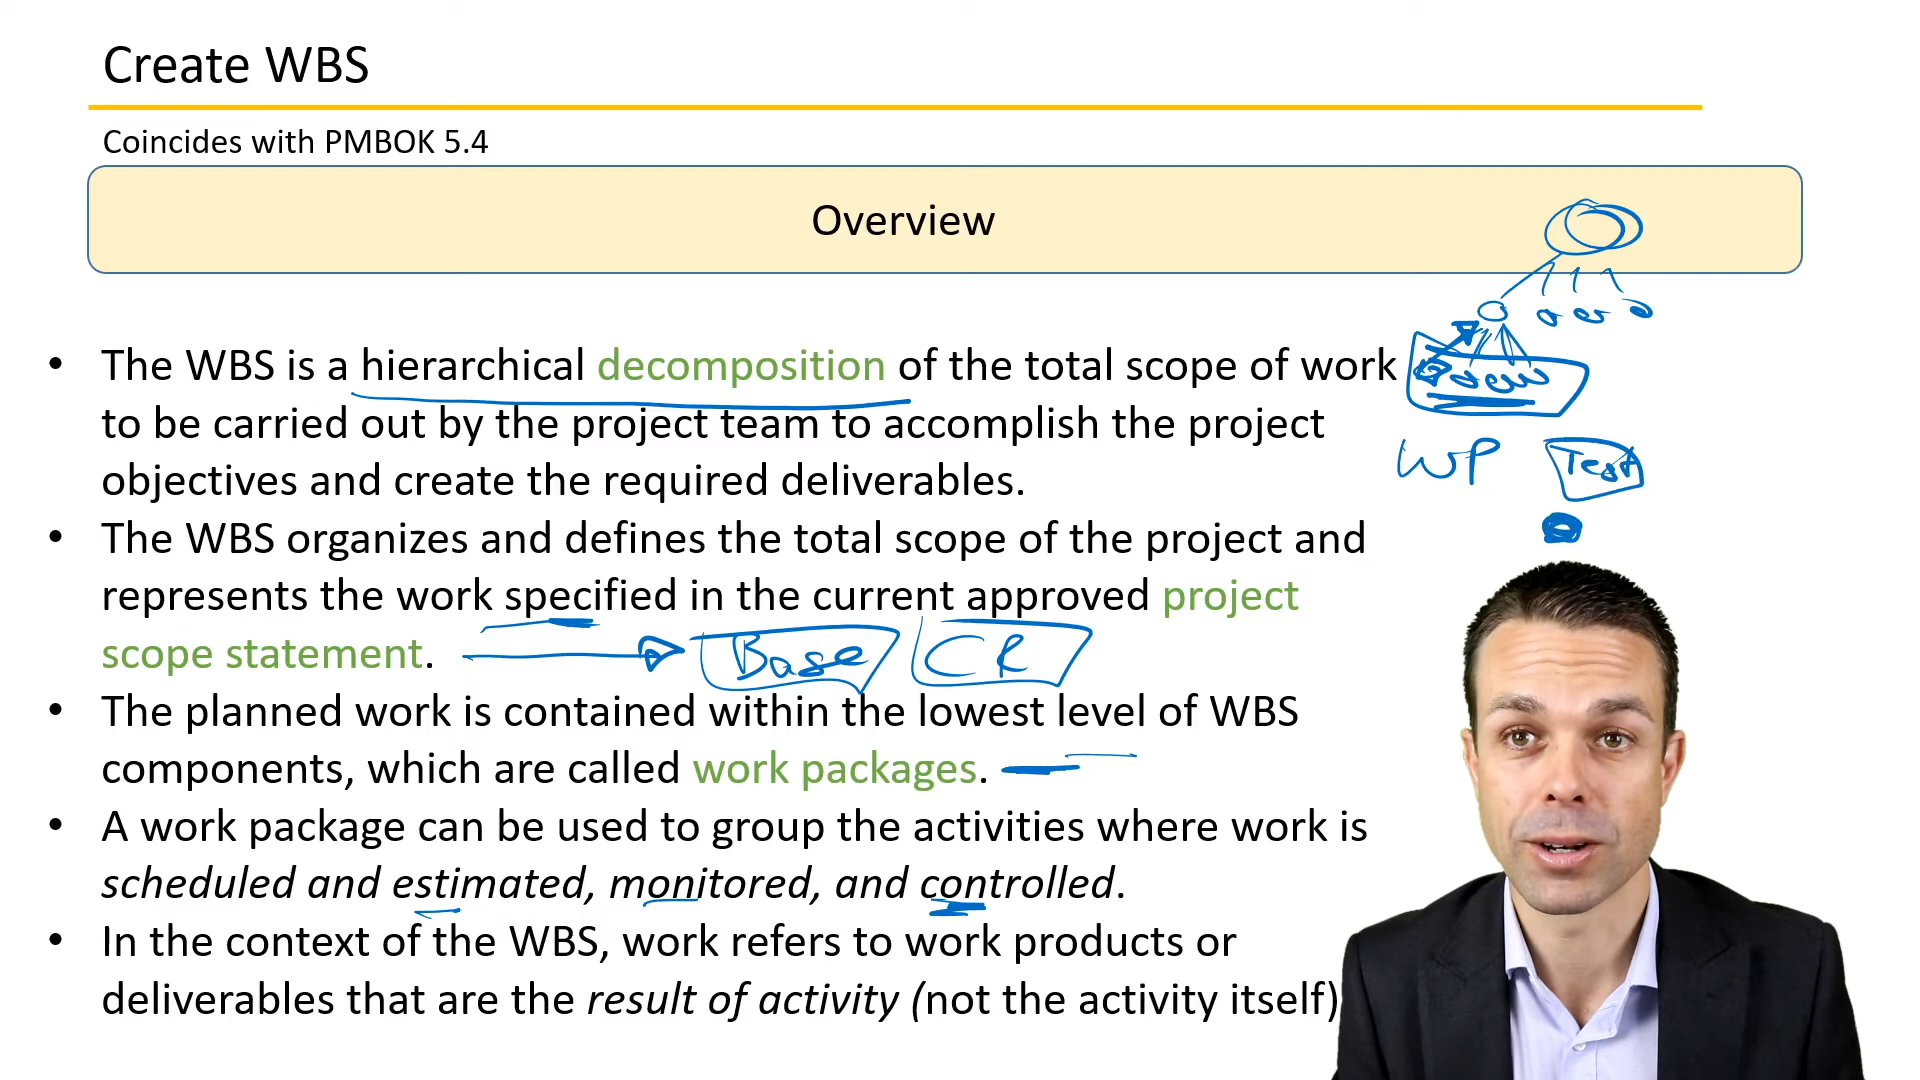 Create WBS
Coincides with PMBOK 5.4
Overview
• The WBS is a hierarchical decomposition of the total scope of work
to be carried out by the project team to accomplish the project
objectives and create the required deliverables.
WP Test
• The WBS organizes and defines the total scope of the project and
represents the work specified in the current approved project
scope statement.
Base CR
• The planned work is contained within the lowest level of WBS
components, which are called work packages.
• A work package can be used to group the activities where work is
scheduled and estimated, monitored, and controlled.
• In the context of the WBS, work refers to work products or
deliverables that are the result of activity (not the activity itself)